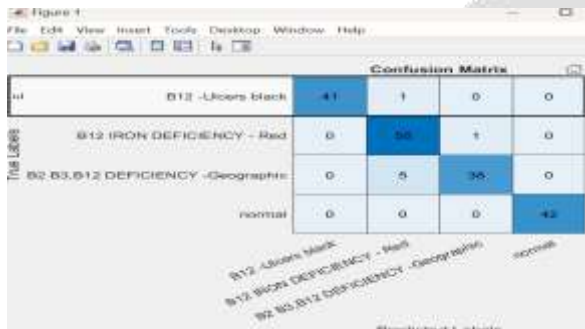 Figure 1
File Edit View Insert Tools Desktop Window Help
Confusion Matrix
B12 -Ulcers black 41 1 0 0
B12 IRON DEFICIENCY - Red 0 1 0
B2 B3,B12 DEFICIENCY -Geographic 0 5 0
normal 0 0 0 42
True Labels
B12 -Ulcers black
B12 IRON DEFICIENCY - Red
B2 B3,B12 DEFICIENCY -Geographic
normal
Predicted Labels